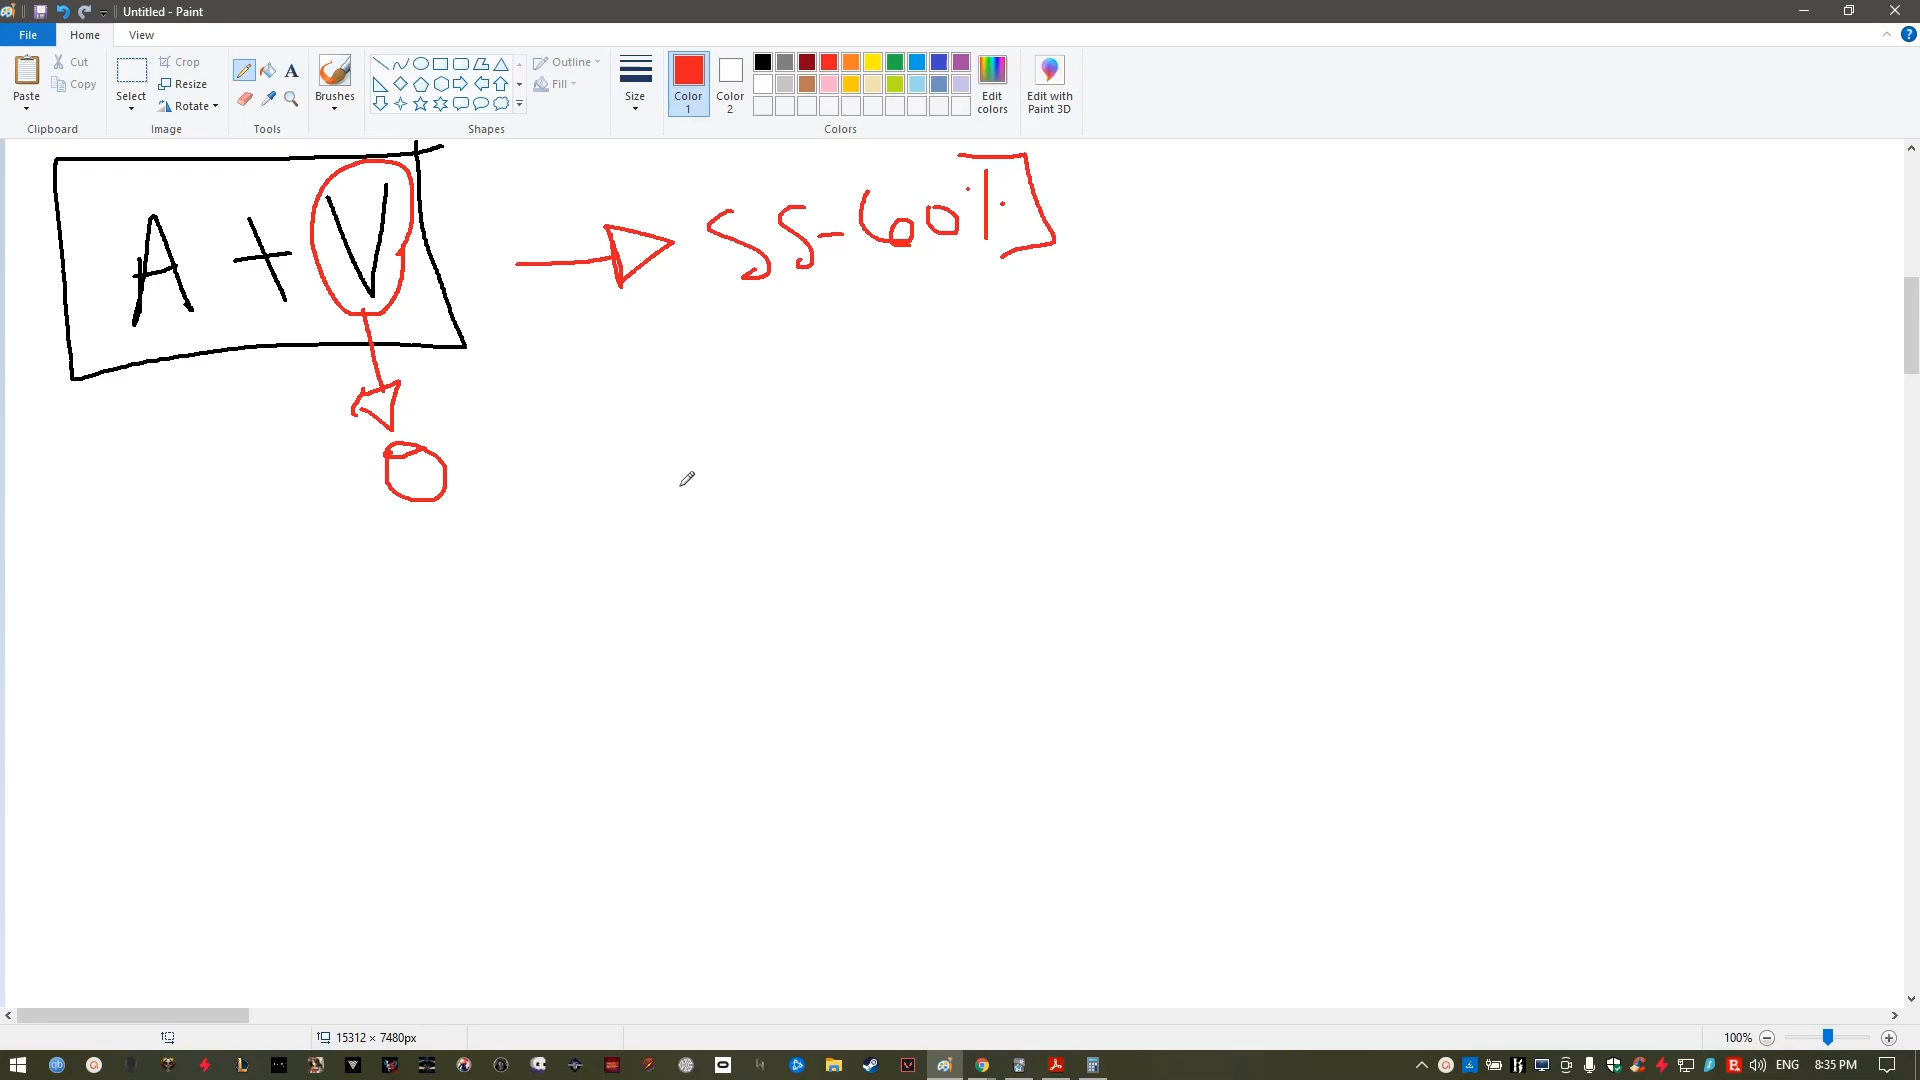 Untitled - Paint
File Home View
Paste
Cut
Copy
Clipboard
Select
Crop
Resize
Rotate
Image
Tools
Brushes
Shapes
Outline
Fill
Size
Color 1
Color 2
Colors
Edit colors
Edit with Paint 3D
A + V
55-60%
15312 × 7480px
100%
ENG
8:35 PM